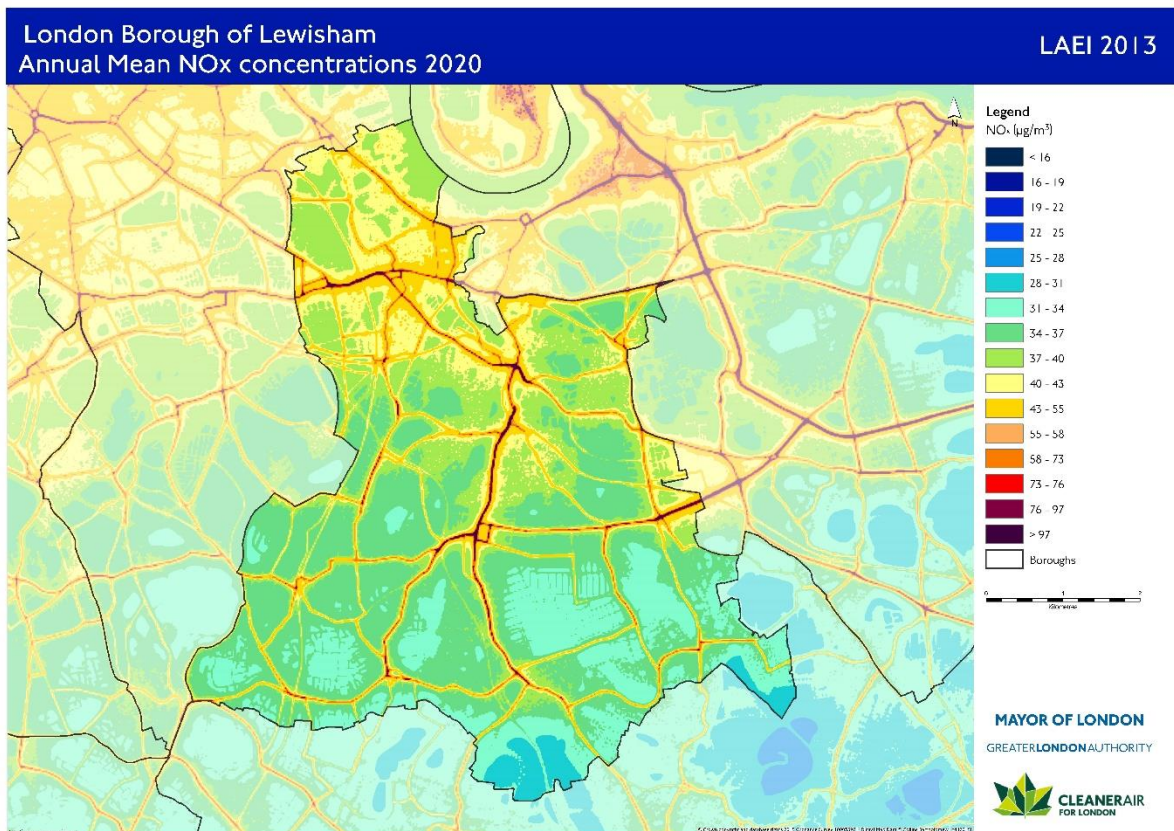 London Borough of Lewisham
Annual Mean NOx concentrations 2020
LAEI 2013
N
Legend
NOx (µg/m³)
< 16
16 - 19
19 - 22
22 - 25
25 - 28
28 - 31
31 - 34
34 - 37
37 - 40
40 - 43
43 - 55
55 - 58
58 - 73
73 - 76
76 - 97
> 97
Boroughs
0 1 2
Kilometres
MAYOR OF LONDON
GREATERLONDONAUTHORITY
CLEANERAIR
FOR LONDON